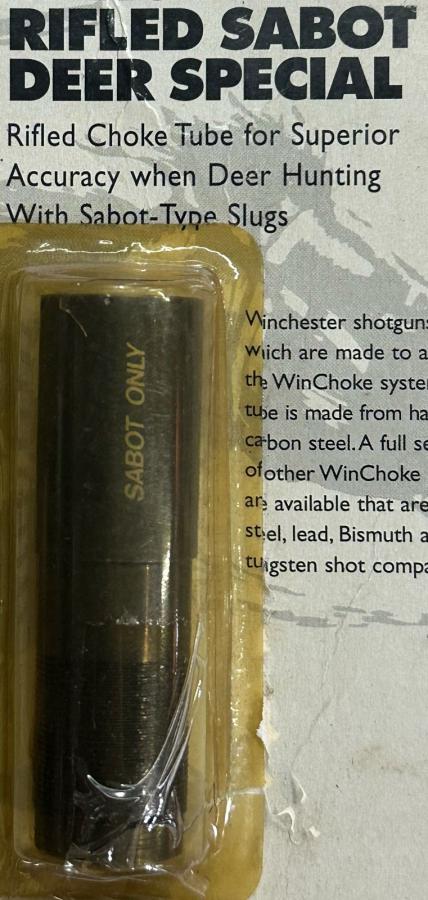 RIFLED SABOT
DEER SPECIAL
Rifled Choke Tube for Superior
Accuracy when Deer Hunting
With Sabot-Type Slugs
SABOT ONLY
Winchester shotguns
which are made to a
the WinChoke syste
tube is made from ha
carbon steel. A full se
of other WinChoke
are available that are
steel, lead, Bismuth a
tungsten shot compa